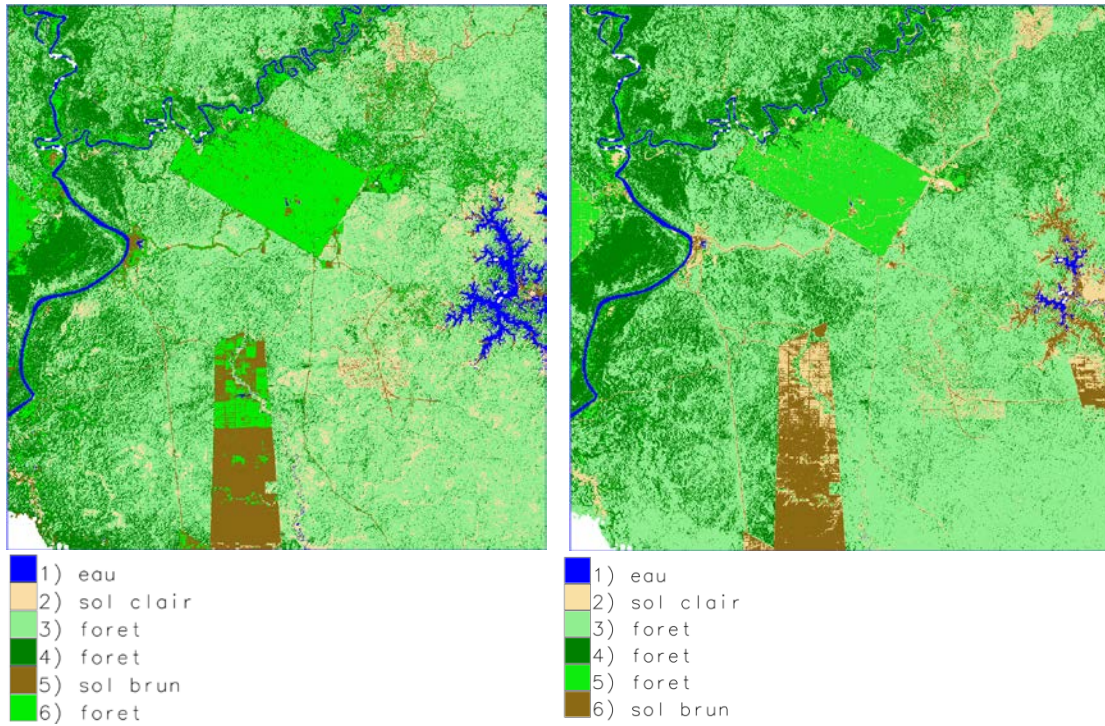 1) eau
2) sol clair
3) foret
4) foret
5) sol brun
6) foret
1) eau
2) sol clair
3) foret
4) foret
5) foret
6) sol brun